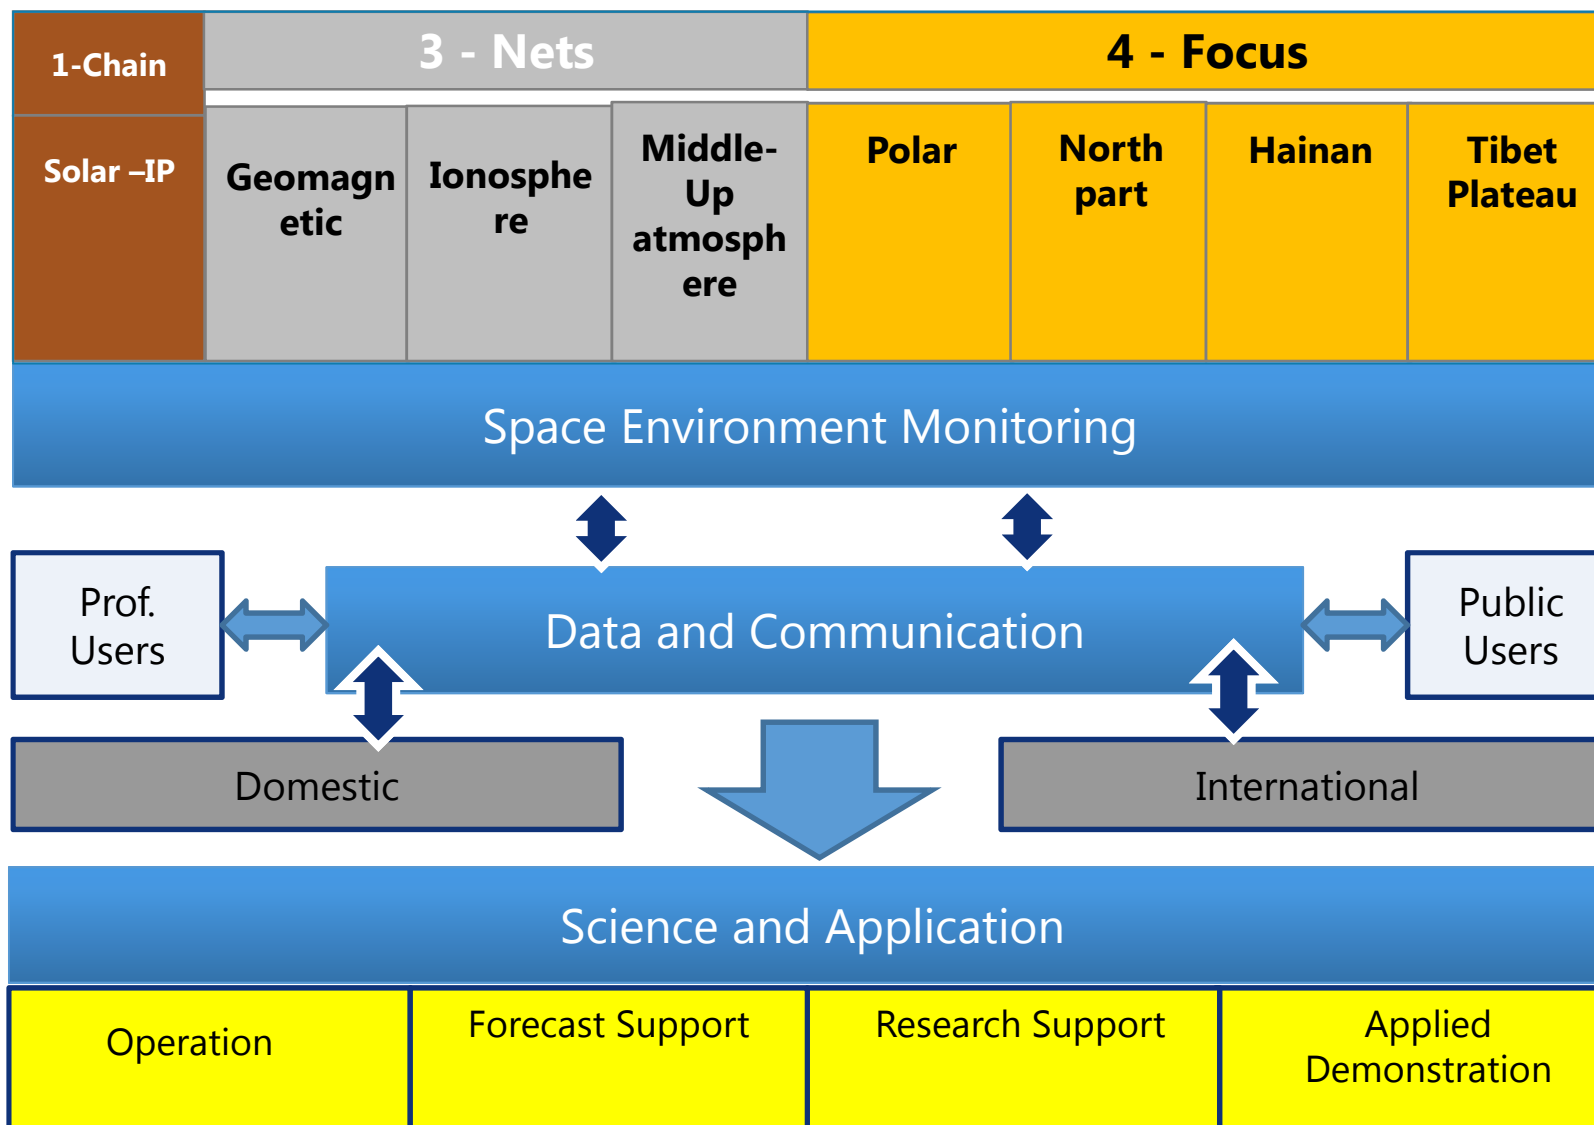 1-Chain
3 - Nets
4 - Focus
Solar –IP
Geomagn
etic
Ionosphe
re
Middle-
Up
atmosph
ere
Polar
North
part
Hainan
Tibet
Plateau
Space Environment Monitoring
Prof.
Users
Data and Communication
Public
Users
Domestic
International
Science and Application
Operation
Forecast Support
Research Support
Applied
Demonstration